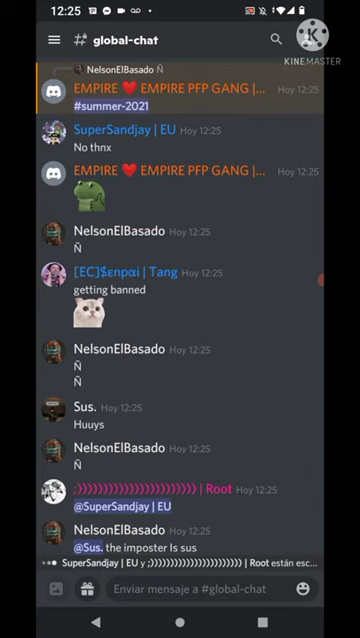 12:25
K
KINEMASTER
global-chat
NelsonElBasado Ñ
EMPIRE ❤️ EMPIRE PFP GANG |... Hoy 12:25
#summer-2021
SuperSandjay | EU Hoy 12:25
No thnx
EMPIRE ❤️ EMPIRE PFP GANG |... Hoy 12:25
NelsonElBasado Hoy 12:25
Ñ
[EC]$εnpαi | Tang Hoy 12:25
getting banned
NelsonElBasado Hoy 12:25
Ñ
Ñ
Sus. Hoy 12:25
Huuys
NelsonElBasado Hoy 12:25
Ñ
;))))))))))))))))))))))) | Root Hoy 12:25
@SuperSandjay | EU
NelsonElBasado Hoy 12:25
@Sus. the imposter Is sus
SuperSandjay | EU y ;))))))))))))))))))))))) | Root están esc...
Enviar mensaje a #global-chat